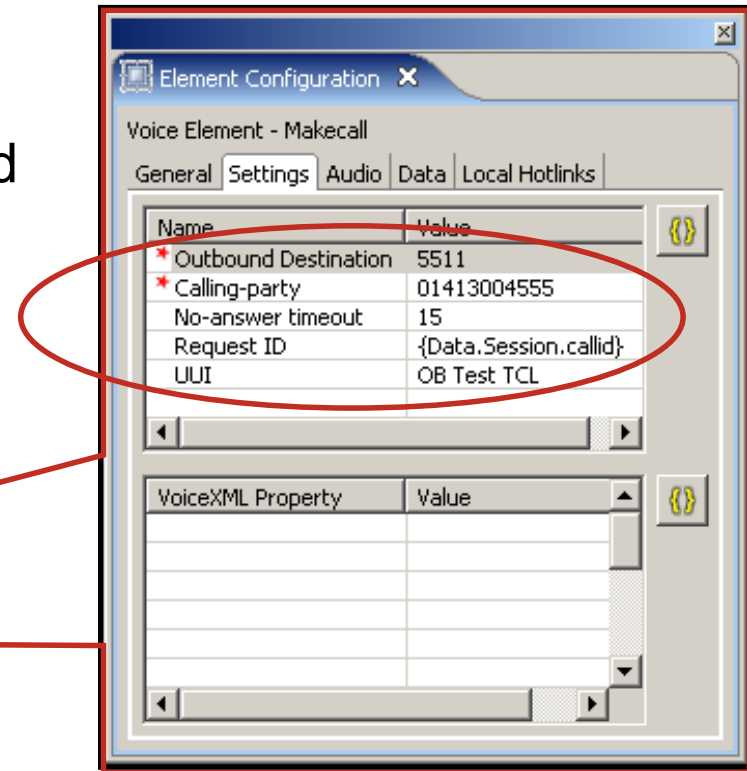 Element Configuration
Voice Element - Makecall
d
General Settings Audio Data Local Hotlinks
Name Value
* Outbound Destination 5511
* Calling-party 01413004555
No-answer timeout 15
Request ID {Data.Session.callid}
UUI OB Test TCL
{}
VoiceXML Property Value
{}